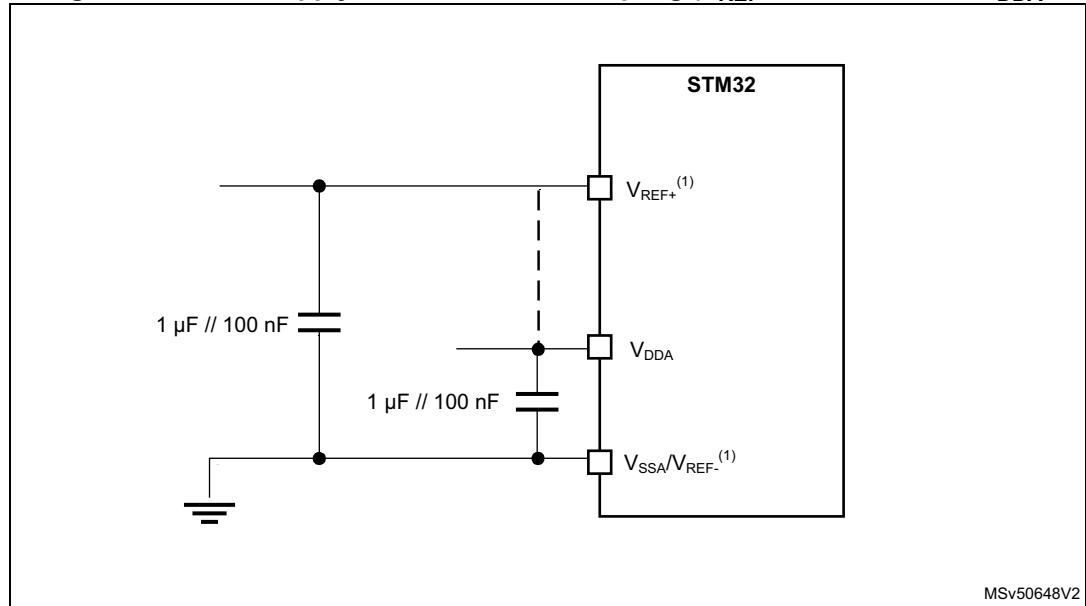 STM32
VREF+(1)
1 µF // 100 nF
VDDA
1 µF // 100 nF
VSSA/VREF-(1)
MSv50648V2